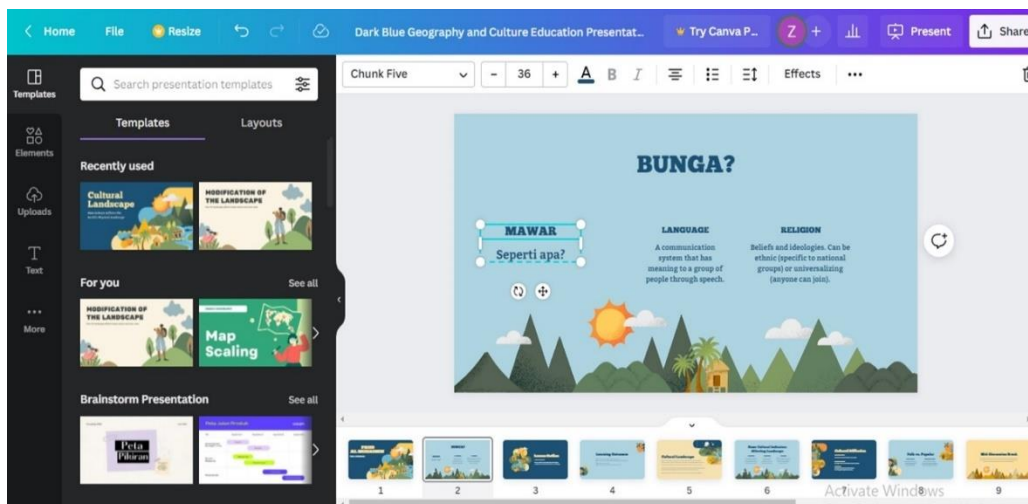 Home File Resize Dark Blue Geography and Culture Education Presentat... Try Canva P... Z + Present Share
Templates
Elements
Uploads
Text
More
Search presentation templates
Templates Layouts
Recently used
Cultural
Landscape
MODIFICATION OF
THE LANDSCAPE
For you See all
MODIFICATION OF
THE LANDSCAPE
Map
Scaling
Brainstorm Presentation See all
Peta
Pikiran
Chunk Five - 36 + A B I Effects
BUNGA?
MAWAR
Seperti apa?
LANGUAGE
A communication
system that has
meaning to a group of
people through speech.
RELIGION
Beliefs and ideologies. Can be
ethnic (specific to national
groups) or universalizing
(anyone can join).
1 2 3 4 5 6 7 8 9
Activate Windows